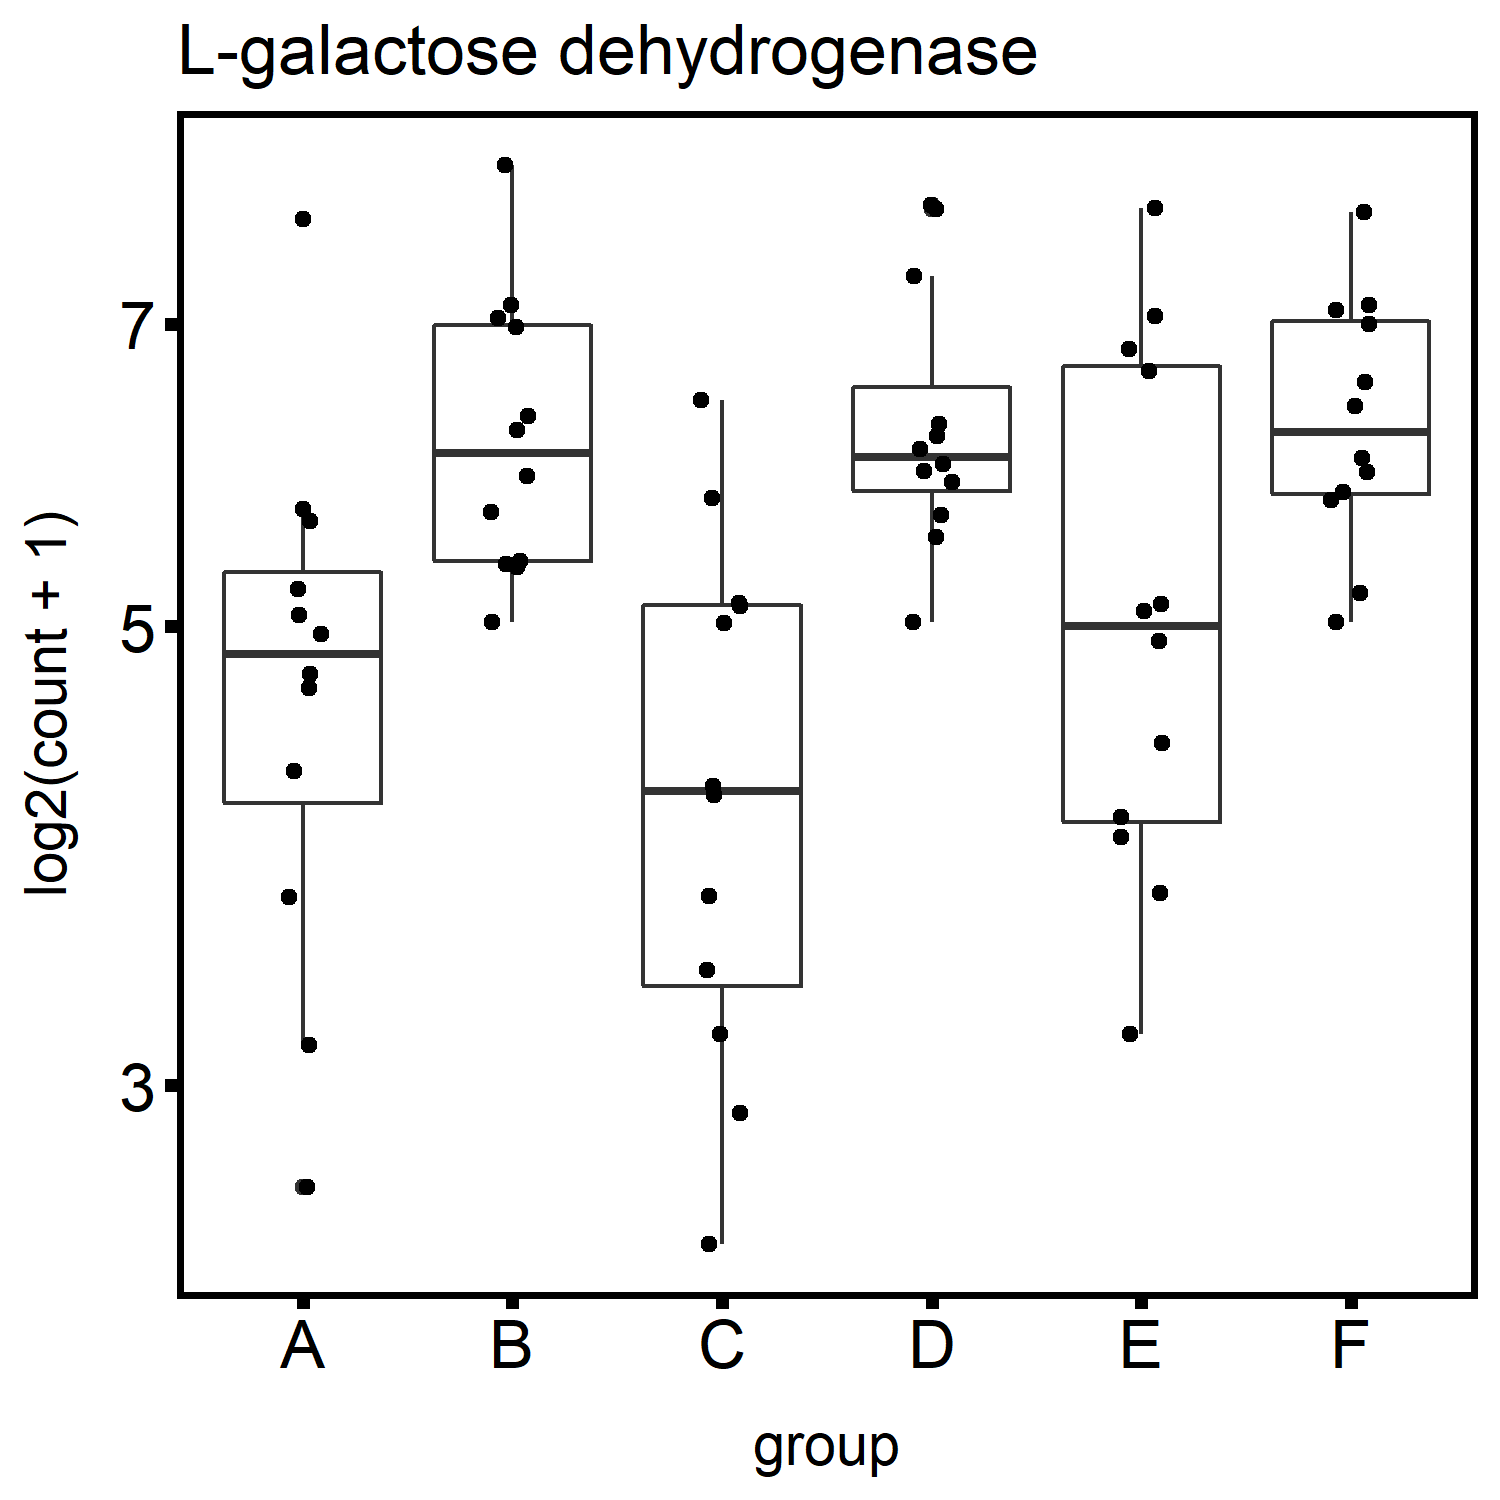 L-galactose dehydrogenase
log2(count + 1)
7
5
3
A B C D E F
group